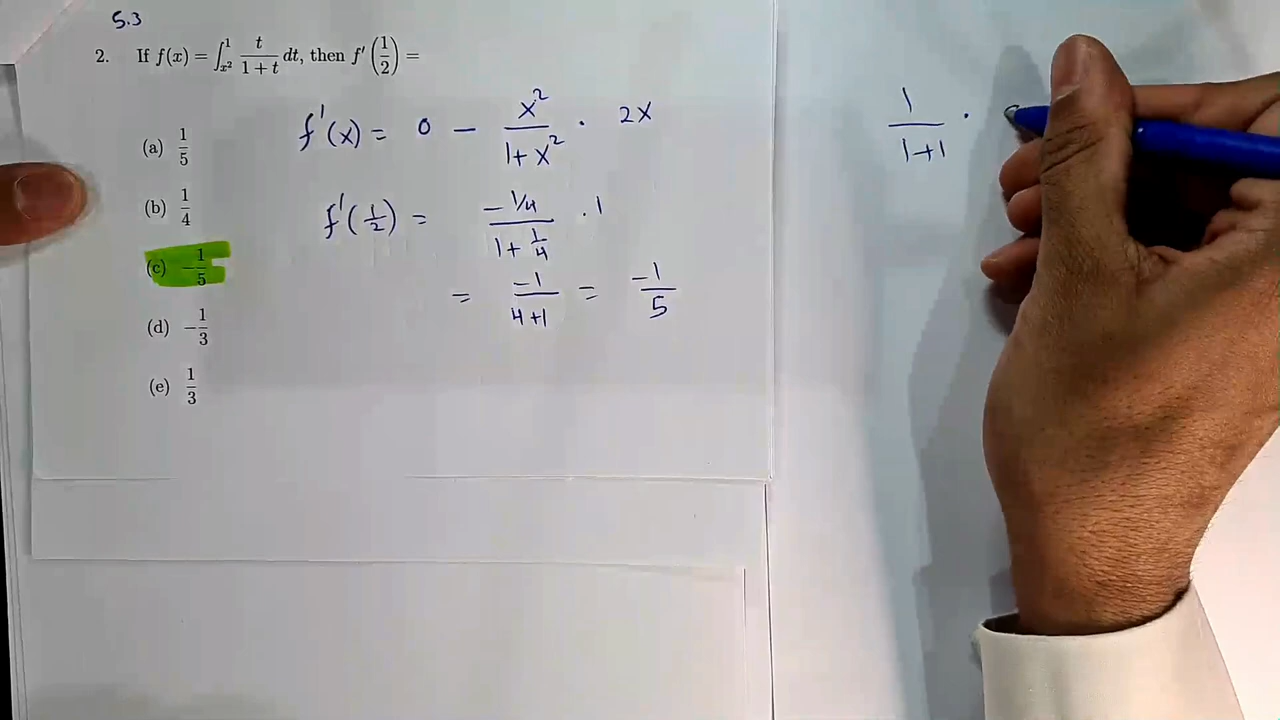 5.3
2. If f(x) = ∫_{x²}^{1} t/(1+t) dt, then f′(1/2) =
(a) 1/5
(b) 1/4
(c) −1/5
(d) −1/3
(e) 1/3
f'(x) = 0 − x²/(1+x²) · 2x
f'(1/2) = (−1/4)/(1+1/4) · 1
= −1/(4+1) = −1/5
1/(1+1) ·